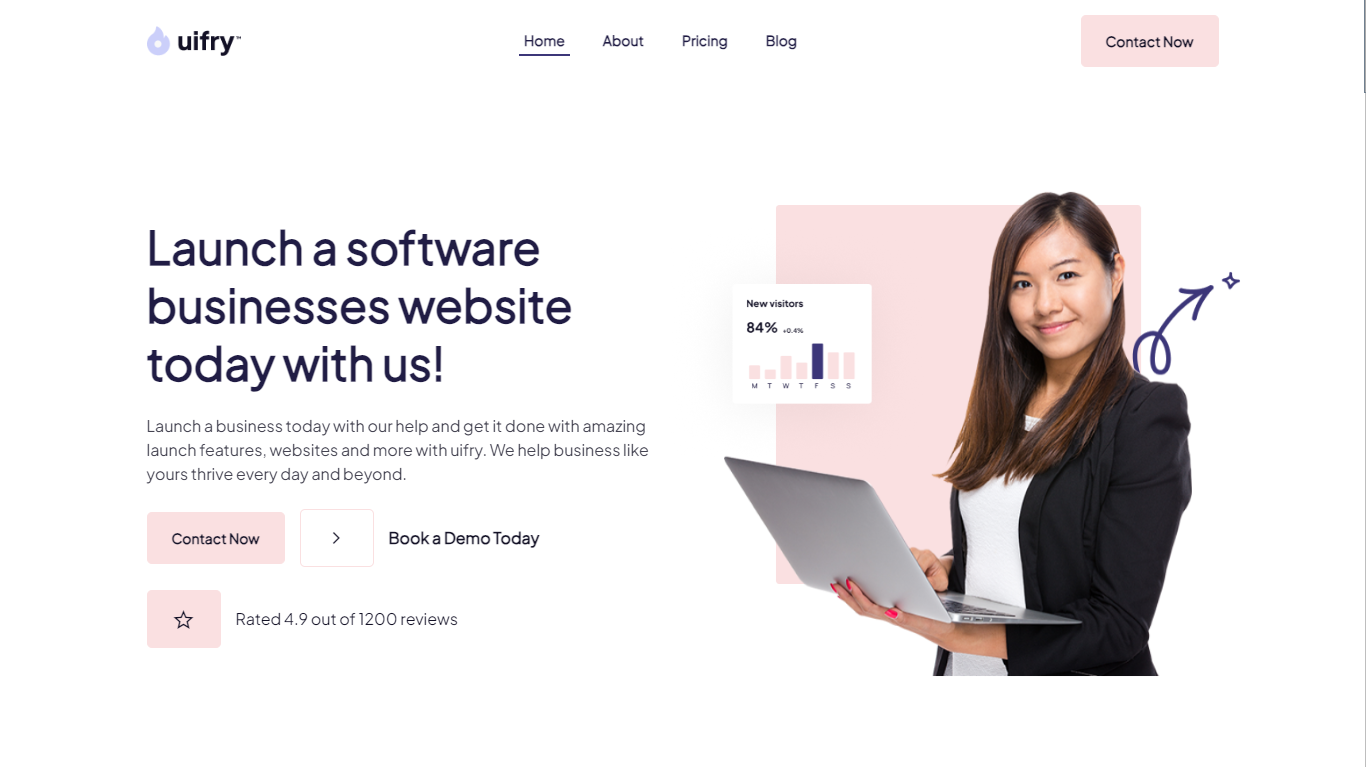 uifry™
Home
About
Pricing
Blog
Contact Now
Launch a software
businesses website
today with us!
Launch a business today with our help and get it done with amazing
launch features, websites and more with uifry. We help business like
yours thrive every day and beyond.
Contact Now
Book a Demo Today
Rated 4.9 out of 1200 reviews
New visitors
84% +0.4%
M T W T F S S